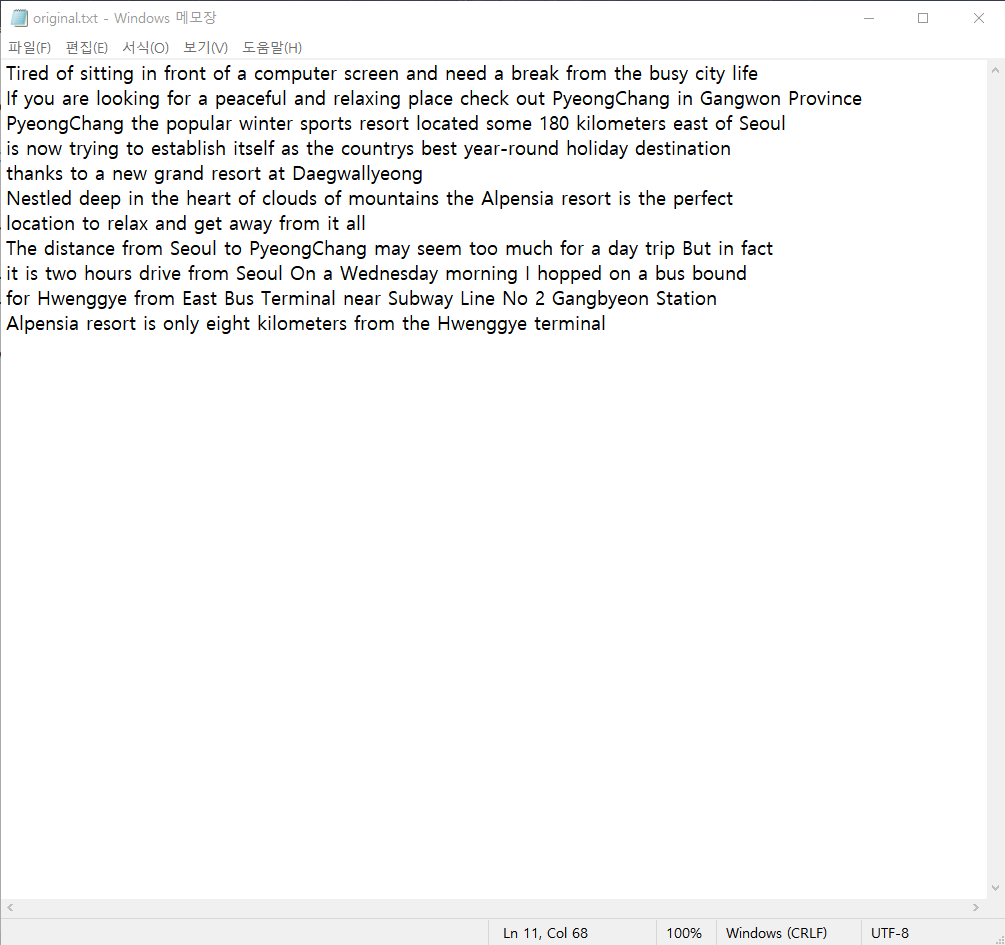 original.txt - Windows 메모장
파일(F) 편집(E) 서식(O) 보기(V) 도움말(H)
Tired of sitting in front of a computer screen and need a break from the busy city life
If you are looking for a peaceful and relaxing place check out PyeongChang in Gangwon Province
PyeongChang the popular winter sports resort located some 180 kilometers east of Seoul
is now trying to establish itself as the countrys best year-round holiday destination
thanks to a new grand resort at Daegwallyeong
Nestled deep in the heart of clouds of mountains the Alpensia resort is the perfect
location to relax and get away from it all
The distance from Seoul to PyeongChang may seem too much for a day trip But in fact
it is two hours drive from Seoul On a Wednesday morning I hopped on a bus bound
for Hwenggye from East Bus Terminal near Subway Line No 2 Gangbyeon Station
Alpensia resort is only eight kilometers from the Hwenggye terminal
Ln 11, Col 68 100% Windows (CRLF) UTF-8